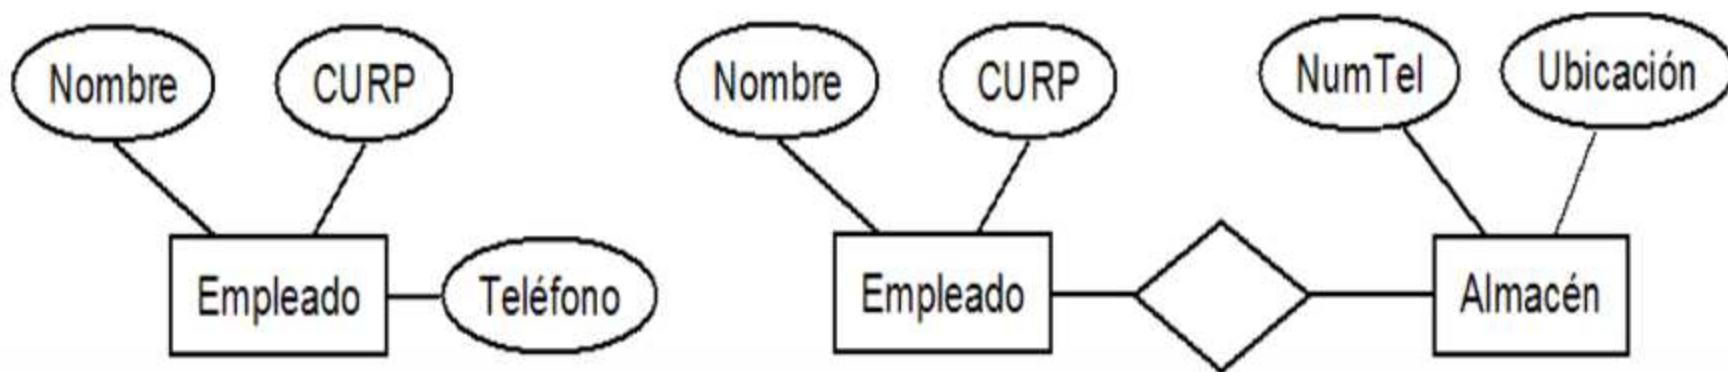 Nombre
CURP
Empleado
Teléfono
Nombre
CURP
NumTel
Ubicación
Empleado
Almacén